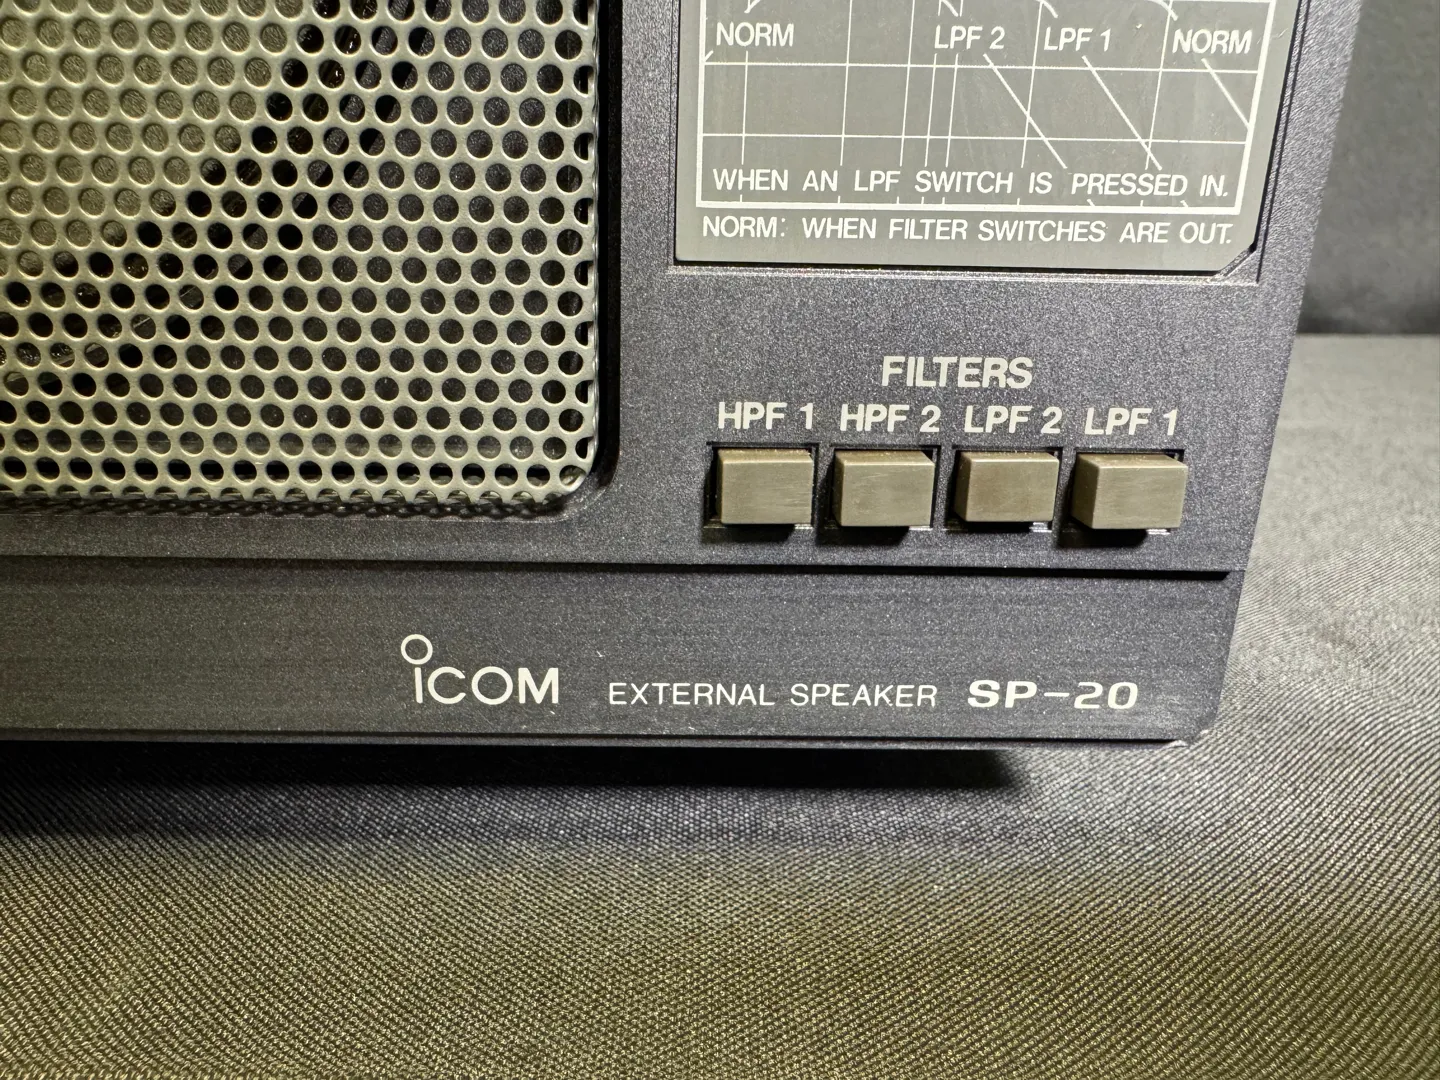 NORM LPF 2 LPF 1 NORM
WHEN AN LPF SWITCH IS PRESSED IN.
NORM: WHEN FILTER SWITCHES ARE OUT.
FILTERS
HPF 1 HPF 2 LPF 2 LPF 1
ICOM EXTERNAL SPEAKER SP-20